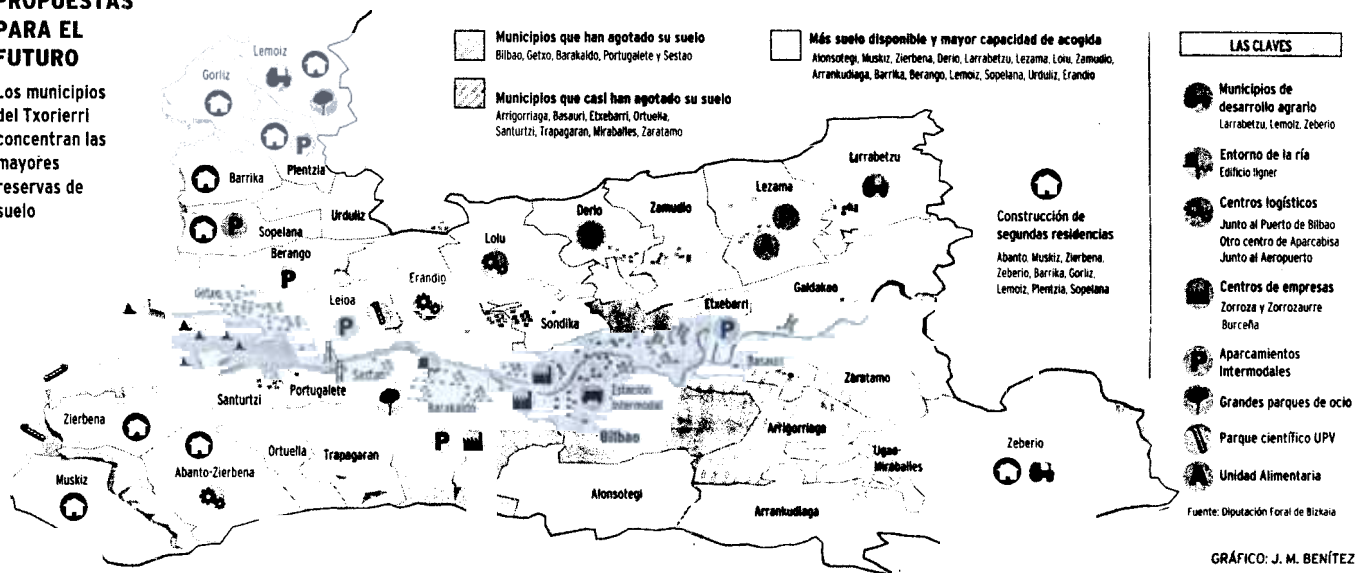 PROPUESTAS
PARA EL
FUTURO
Los municipios
del Txorierri
concentran las
mayores
reservas de
suelo
Municipios que han agotado su suelo
Bilbao, Getxo, Barakaldo, Portugalete y Sestao
Municipios que casi han agotado su suelo
Arrigorriaga, Basauri, Etxebarri, Ortuella,
Santurtzi, Trapagaran, Miraballes, Zaratamo
Más suelo disponible y mayor capacidad de acogida
Alonsotegi, Muskiz, Zierbena, Derio, Larrabetzu, Lezama, Loiu, Zamudio,
Arrankudiaga, Barrika, Berango, Lemoiz, Sopelana, Urduliz, Erandio
Lemoiz
Gorliz
P
Barrika
Plentzia
P
Sopelana
Urduliz
Berango
P
Getxo
Leioa
P
Erandio
Loiu
Sondika
Derio
Zamudio
Lezama
Larrabetzu
Etxebarri
P
Galdakao
Basauri
Zaratamo
Arrigorriaga
Ugao-
Miraballes
Arrankudiaga
Zeberio
Alonsotegi
Bilbao
Estación
Intermodal
Barakaldo
Sestao
Portugalete
Santurtzi
P
Trapagaran
Ortuella
Abanto-Zierbena
Zierbena
Muskiz
Construcción de
segundas residencias
Abanto, Muskiz, Zierbena,
Zeberio, Barrika, Gorliz,
Lemoiz, Plentzia, Sopelana
LAS CLAVES
Municipios de
desarrollo agrario
Larrabetzu, Lemoiz, Zeberio
Entorno de la ría
Edificio Ilgner
Centros logísticos
Junto al Puerto de Bilbao
Otro centro de Aparcabisa
Junto al Aeropuerto
Centros de empresas
Zorroza y Zorrozaurre
Burceña
P
Aparcamientos
Intermodales
Grandes parques de ocio
Parque científico UPV
Unidad Alimentaria
Fuente: Diputación Foral de Bizkaia
GRÁFICO: J. M. BENÍTEZ